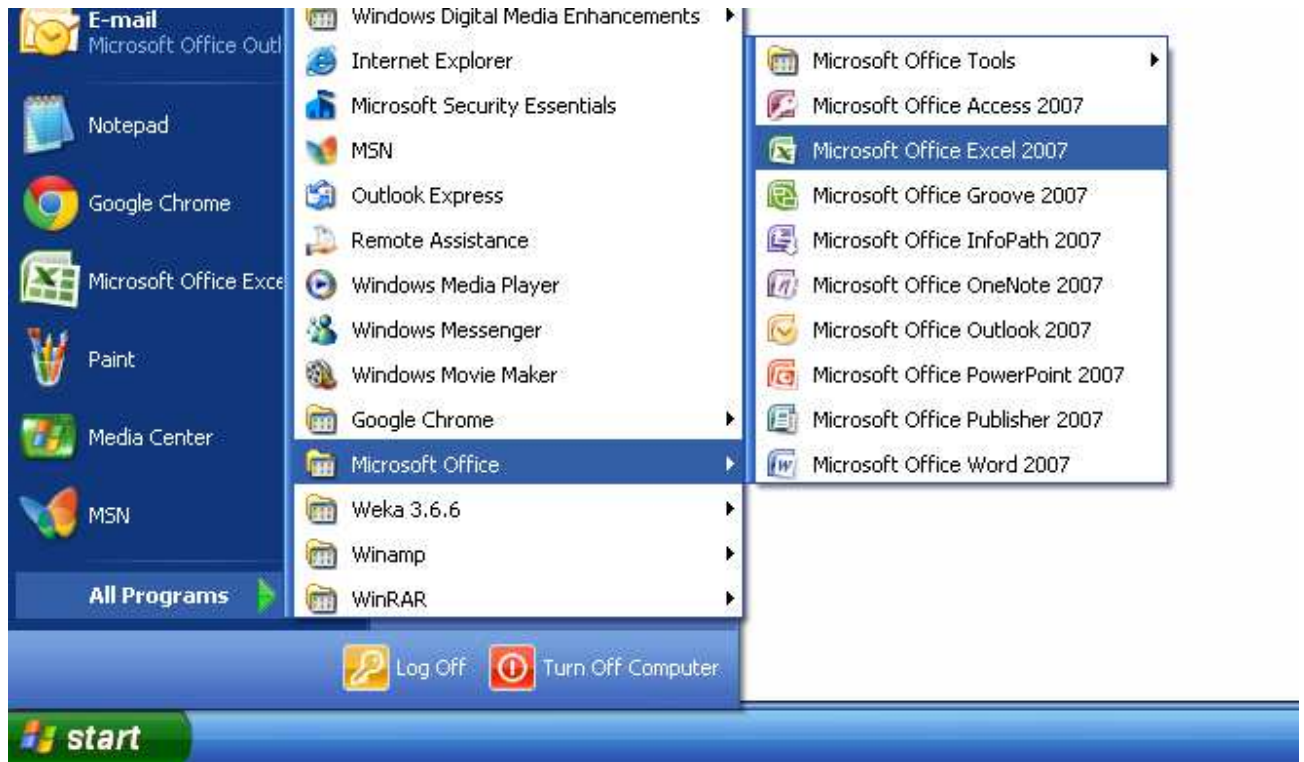 E-mail
Microsoft Office Outl
Notepad
Google Chrome
Microsoft Office Exce
Paint
Media Center
MSN
All Programs
Windows Digital Media Enhancements
Internet Explorer
Microsoft Security Essentials
MSN
Outlook Express
Remote Assistance
Windows Media Player
Windows Messenger
Windows Movie Maker
Google Chrome
Microsoft Office
Weka 3.6.6
Winamp
WinRAR
Microsoft Office Tools
Microsoft Office Access 2007
Microsoft Office Excel 2007
Microsoft Office Groove 2007
Microsoft Office InfoPath 2007
Microsoft Office OneNote 2007
Microsoft Office Outlook 2007
Microsoft Office PowerPoint 2007
Microsoft Office Publisher 2007
Microsoft Office Word 2007
Log Off
Turn Off Computer
start